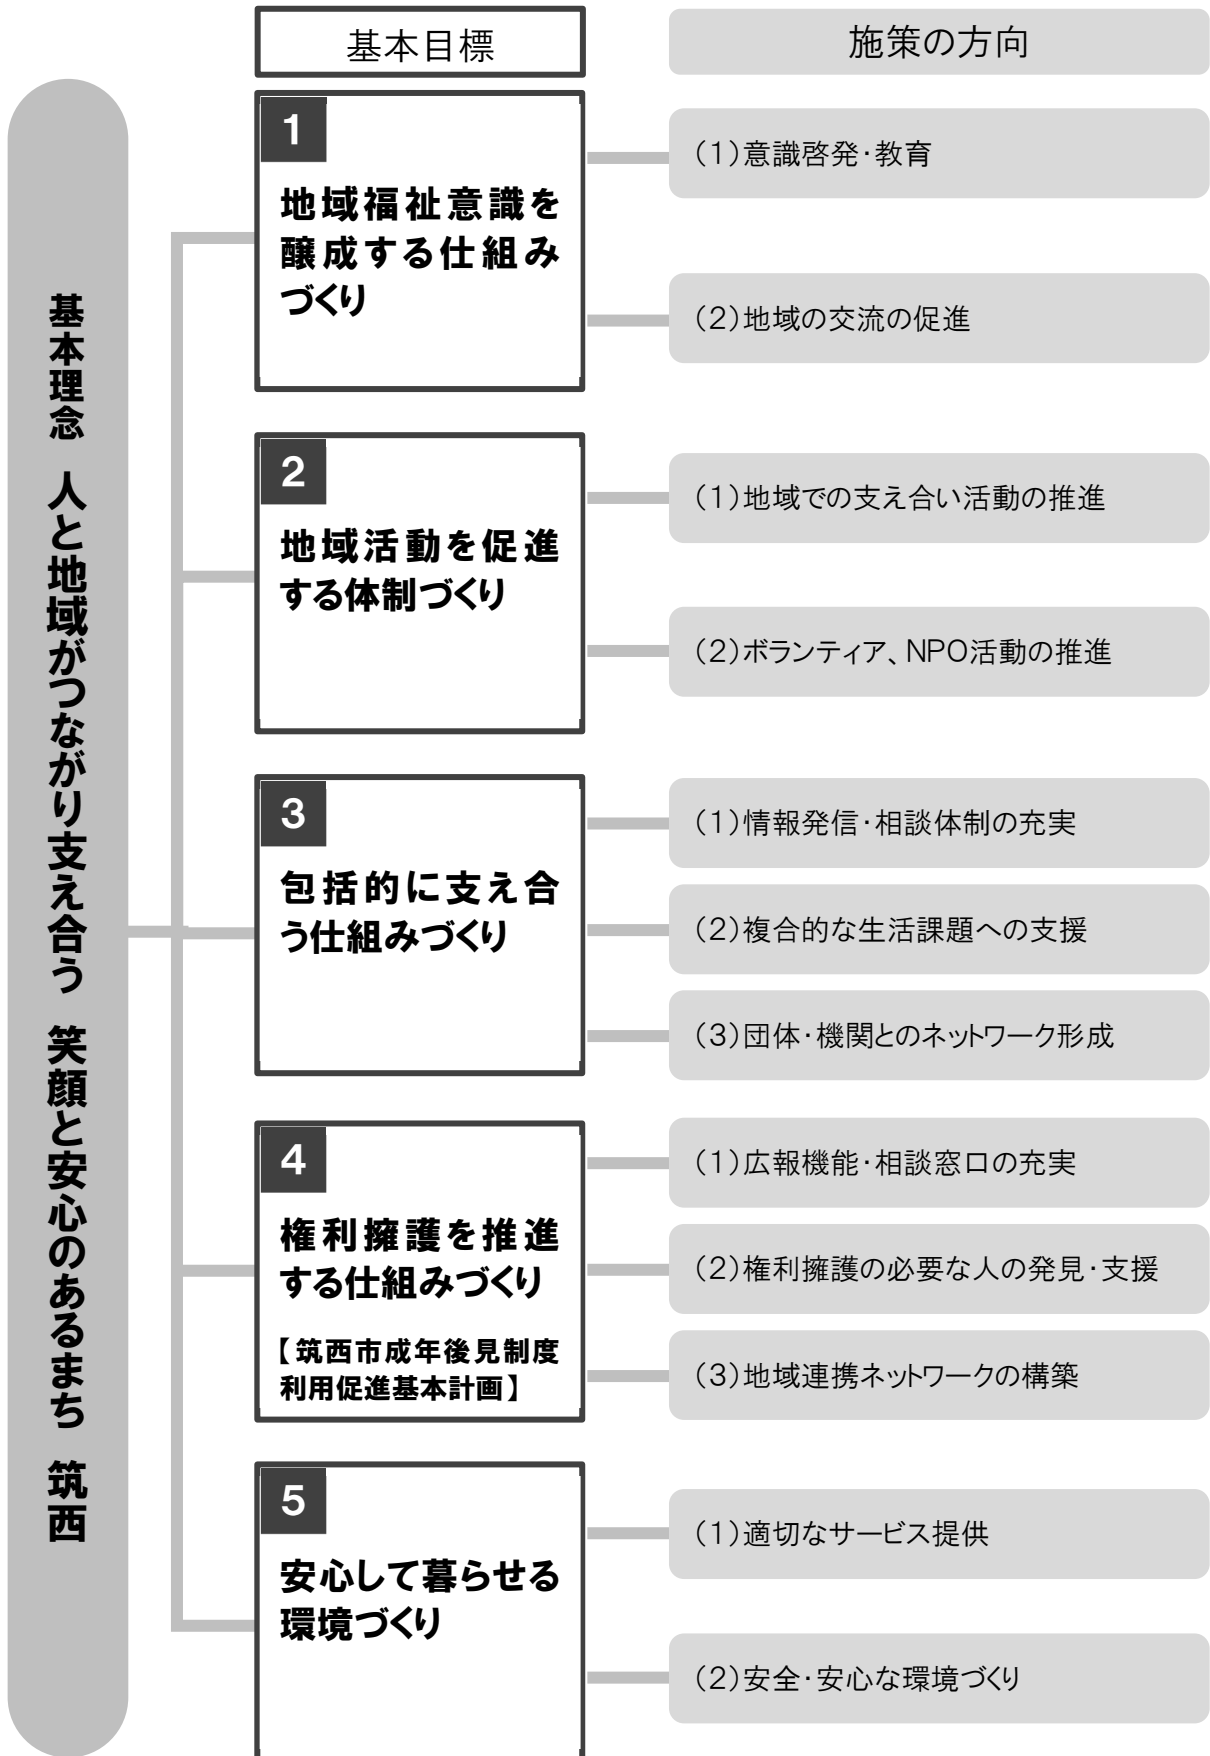 基本目標
施策の方向
基本理念 人と地域がつながり支え合う 笑顔と安心のあるまち 筑西
1
地域福祉意識を
醸成する仕組み
づくり
(1)意識啓発・教育
(2)地域の交流の促進
2
地域活動を促進
する体制づくり
(1)地域での支え合い活動の推進
(2)ボランティア、NPO活動の推進
3
包括的に支え合
う仕組みづくり
(1)情報発信・相談体制の充実
(2)複合的な生活課題への支援
(3)団体・機関とのネットワーク形成
4
権利擁護を推進
する仕組みづくり
【筑西市成年後見制度
利用促進基本計画】
(1)広報機能・相談窓口の充実
(2)権利擁護の必要な人の発見・支援
(3)地域連携ネットワークの構築
5
安心して暮らせる
環境づくり
(1)適切なサービス提供
(2)安全・安心な環境づくり